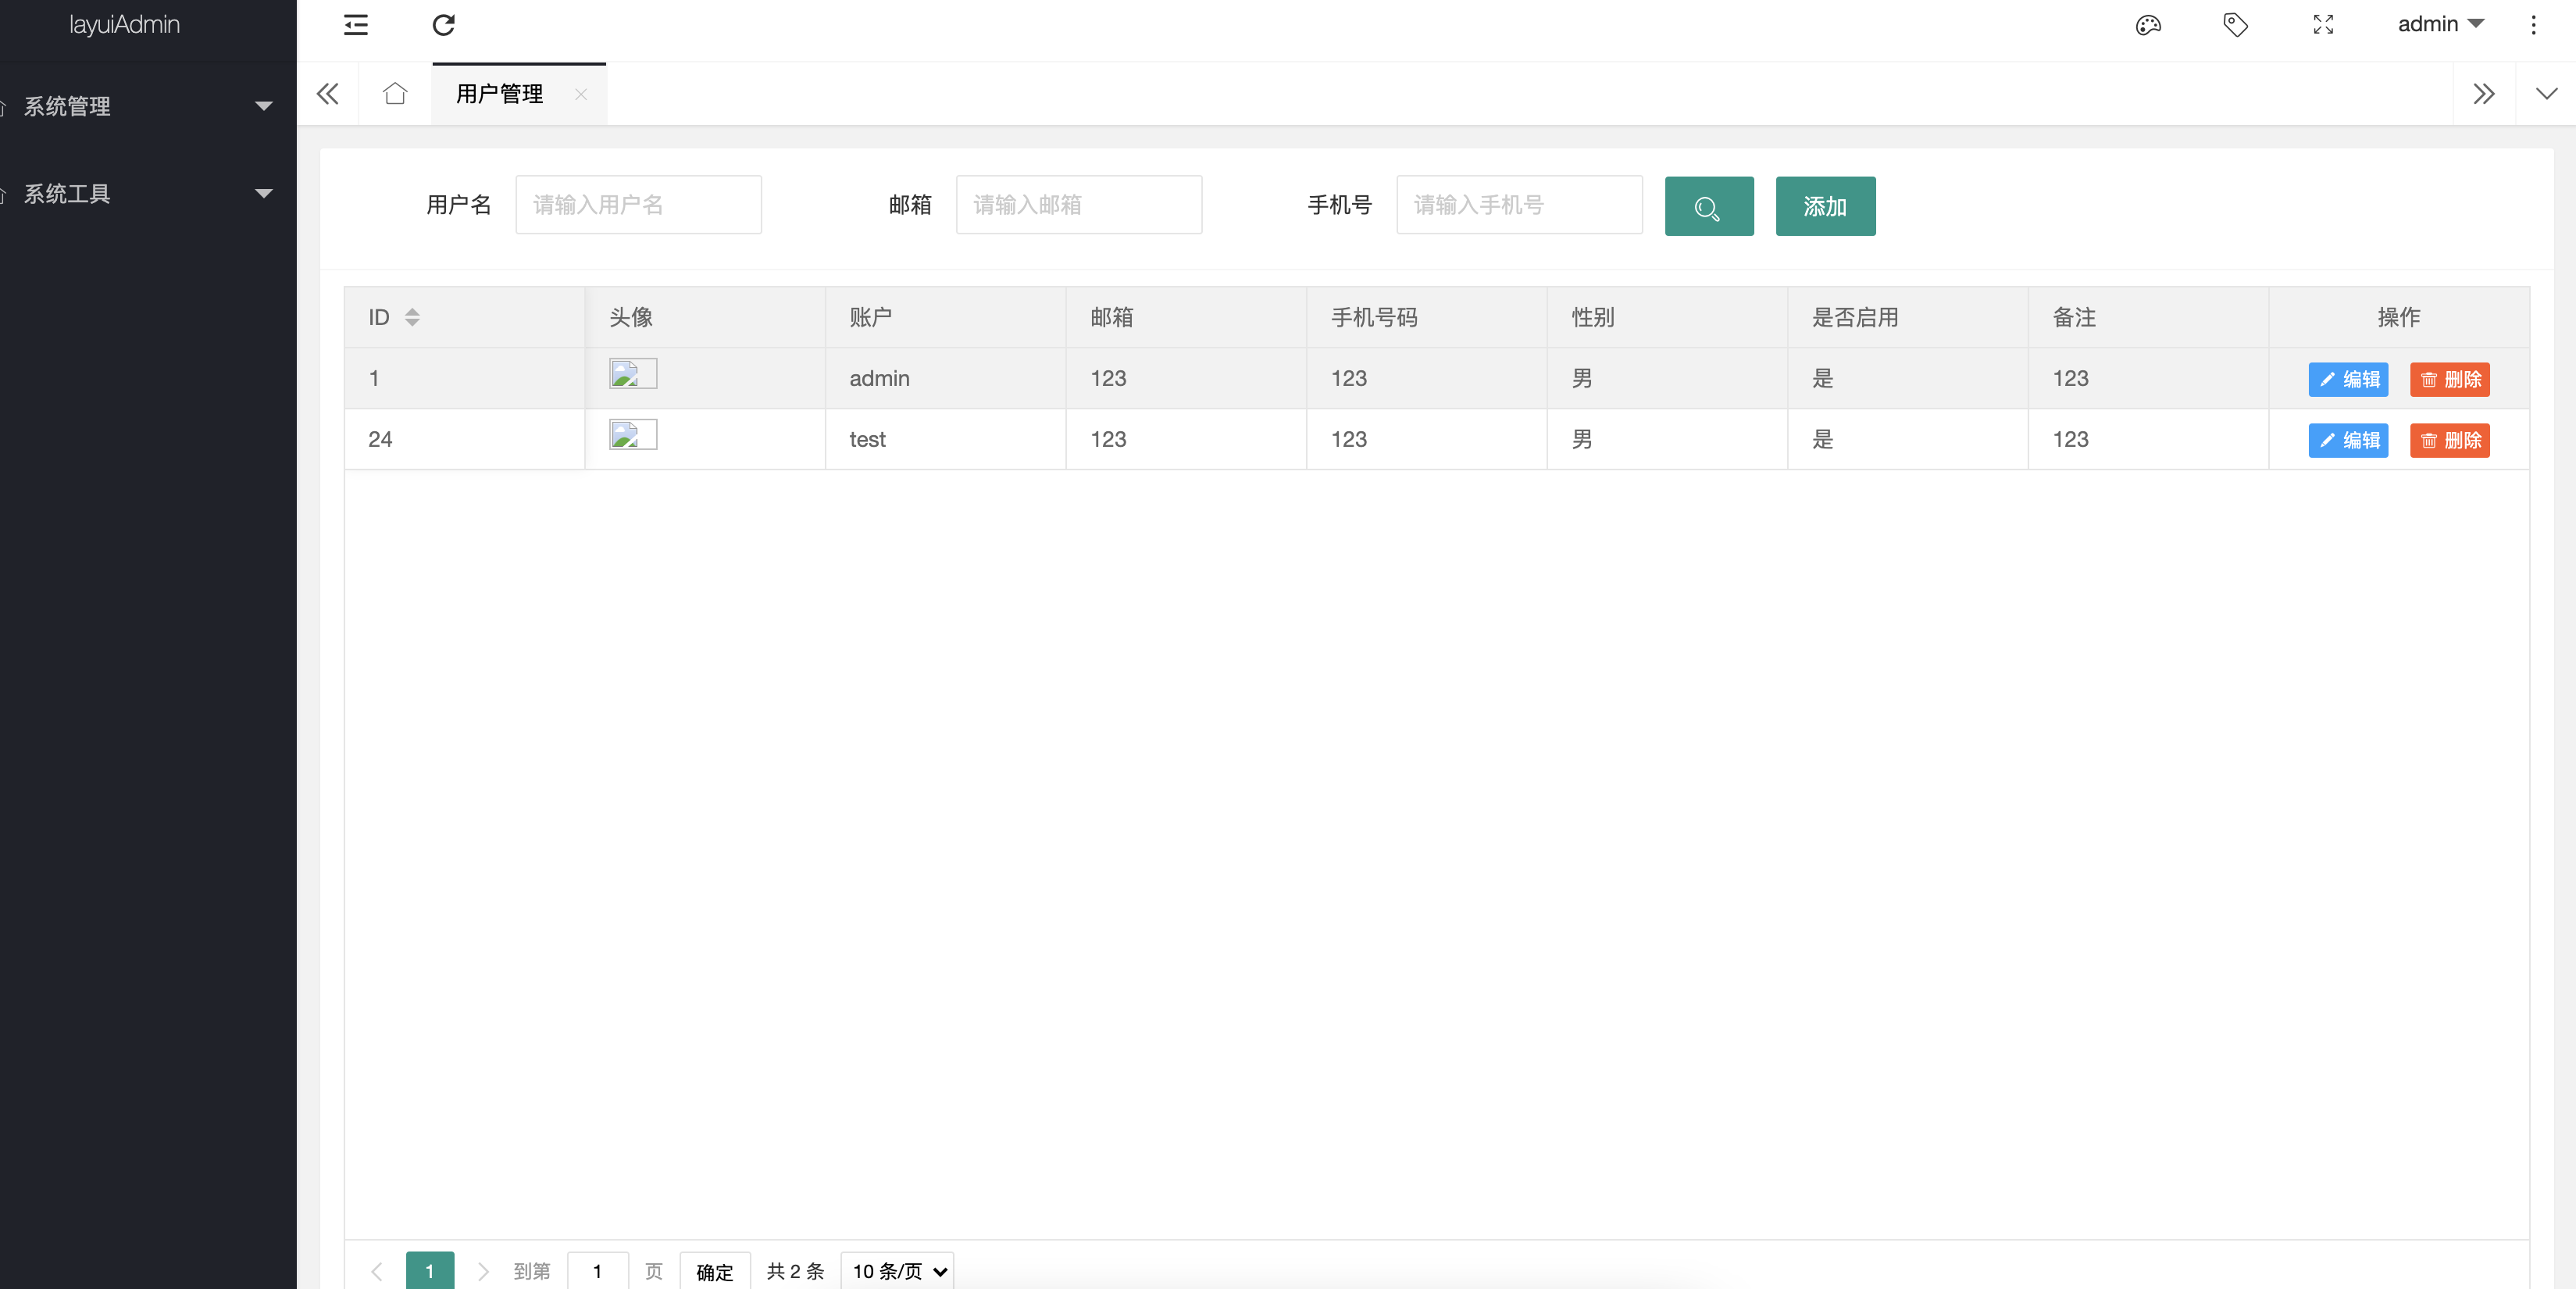 layuiAdmin
admin
系统管理
用户管理
系统工具
用户名 请输入用户名 邮箱 请输入邮箱 手机号 请输入手机号 添加
ID 头像 账户 邮箱 手机号码 性别 是否启用 备注 操作
1 admin 123 123 男 是 123 编辑 删除
24 test 123 123 男 是 123 编辑 删除
1 到第 1 页 确定 共 2 条 10 条/页